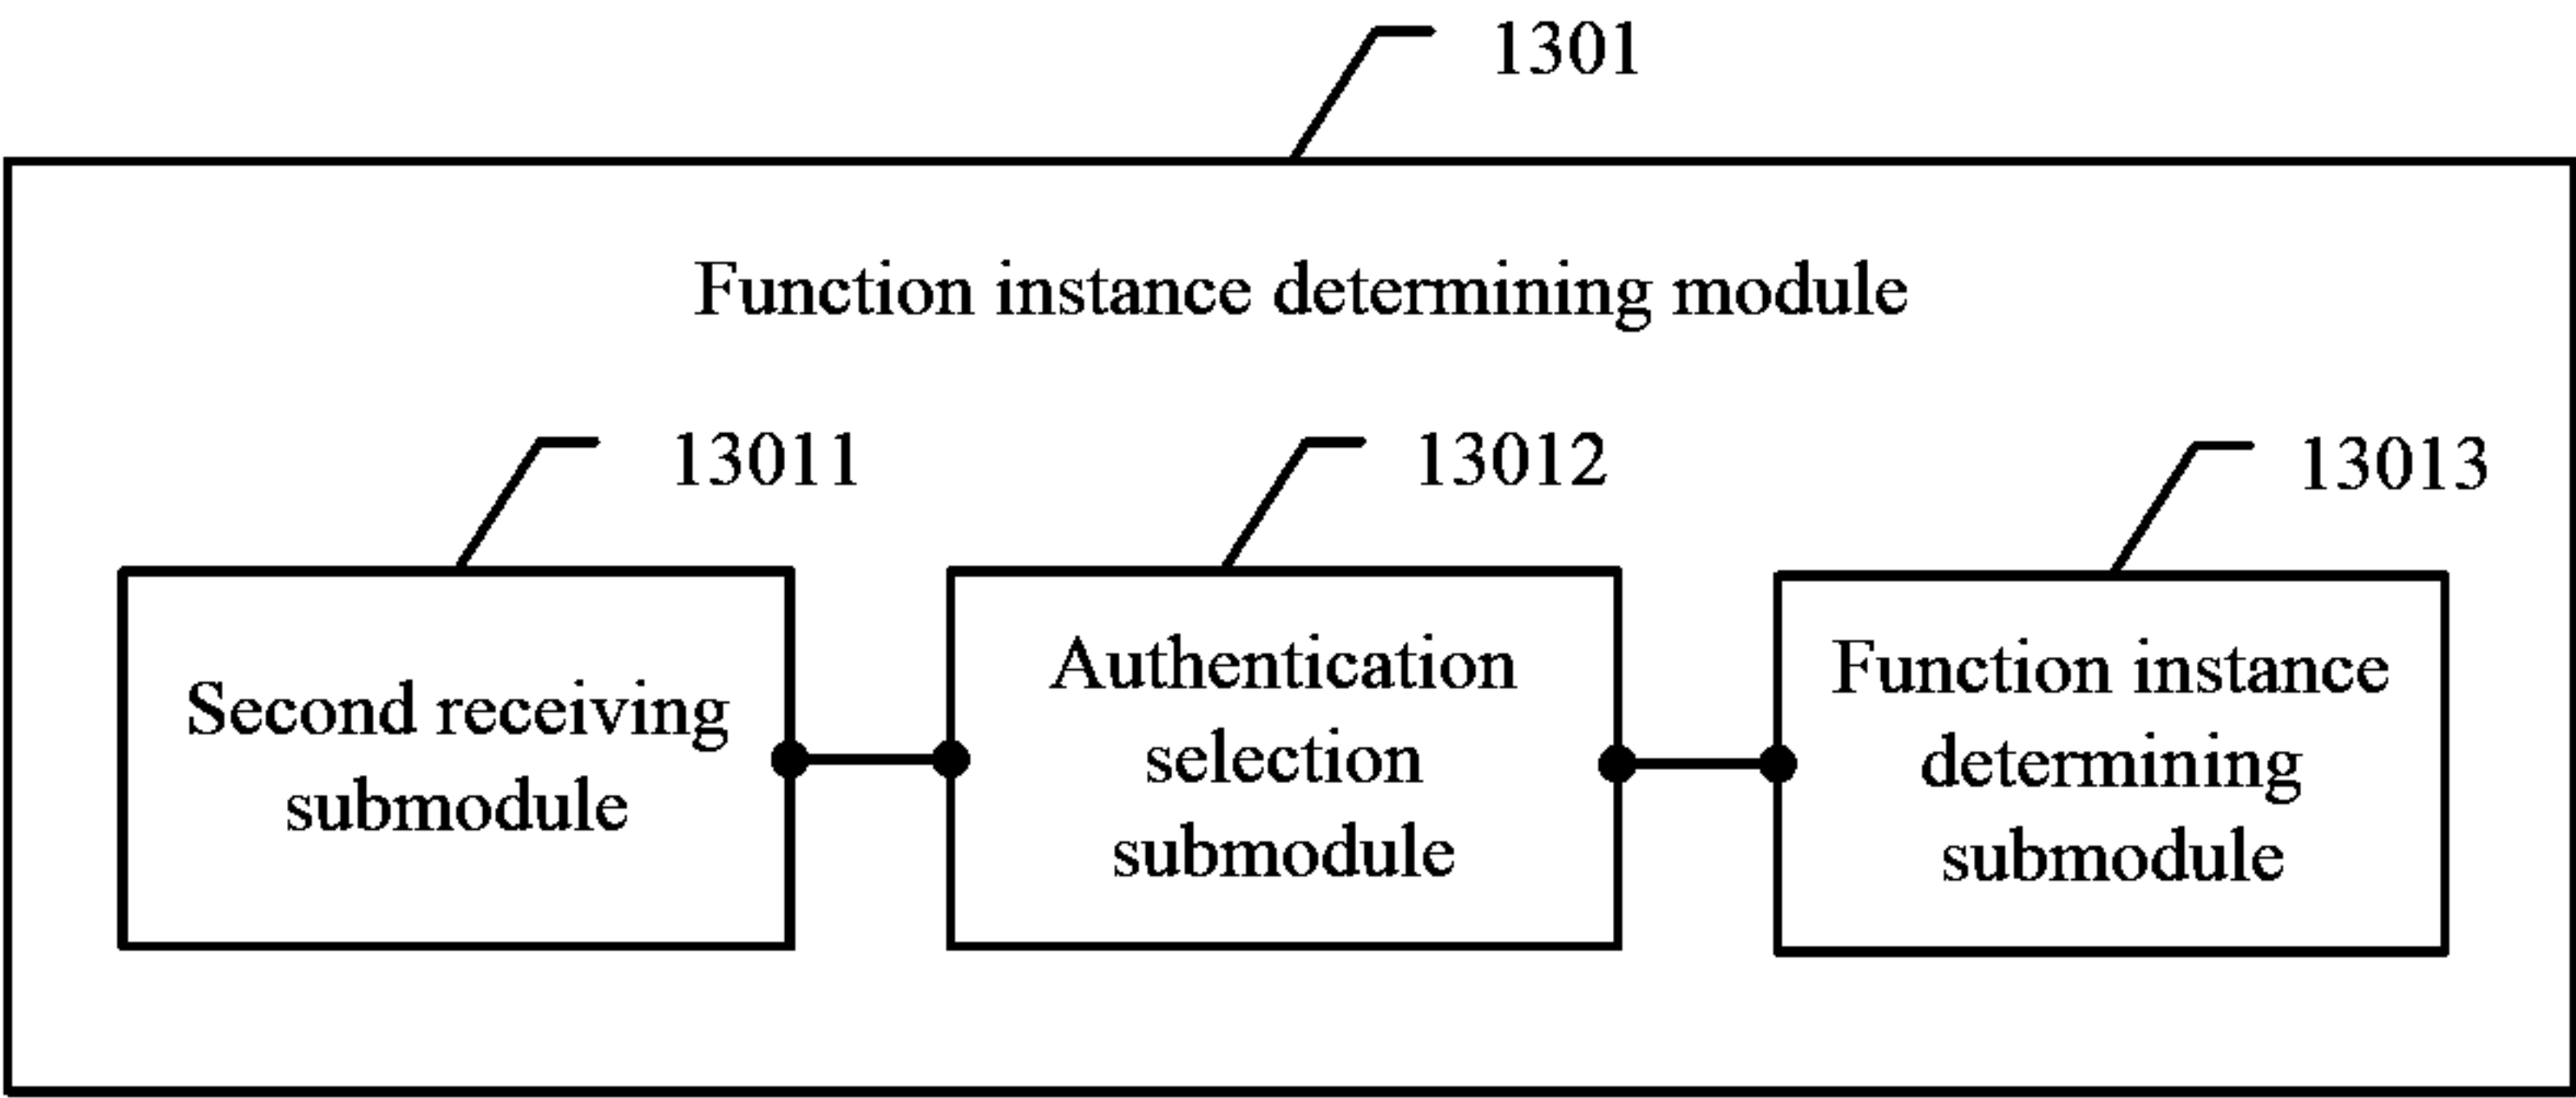 1301
Function instance determining module
13011
13012
13013
Second receiving
submodule
Authentication
selection
submodule
Function instance
determining
submodule